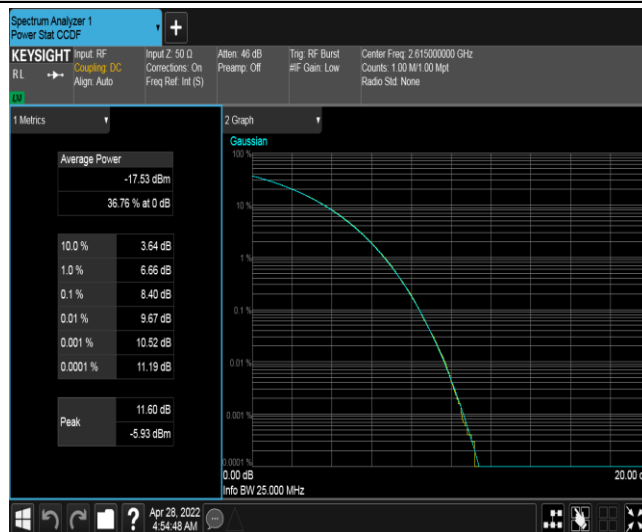 Spectrum Analyzer 1
Power Stat CCDF
+
KEYSIGHT
RL
Input: RF
Coupling: DC
Align: Auto
Input Z: 50 Ω
Corrections: On
Freq Ref: Int (S)
Atten: 46 dB
Preamp: Off
Trig: RF Burst
#IF Gain: Low
Center Freq: 2.615000000 GHz
Counts: 1.00 M/1.00 Mpt
Radio Std: None
1 Metrics
Average Power
-17.53 dBm
36.76 % at 0 dB
10.0 % 3.64 dB
1.0 % 6.66 dB
0.1 % 8.40 dB
0.01 % 9.67 dB
0.001 % 10.52 dB
0.0001 % 11.19 dB
Peak
11.60 dB
-5.93 dBm
2 Graph
Gaussian
100 %
10 %
1 %
0.1 %
0.01 %
0.001 %
0.0001 %
0.00 dB
20.00
Info BW 25.000 MHz
?
Apr 28, 2022
4:54:48 AM